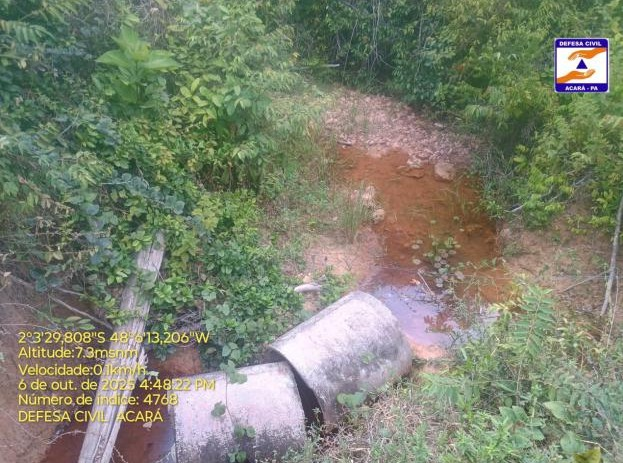 DEFESA CIVIL
ACARÁ - PA
2°3'29,808"S 48°6'13,206"W
Altitude:7.3msnm
Velocidade:0.1km/h
6 de out. de 2025 4:48:22 PM
Número de índice: 4768
DEFESA CIVIL ACARÁ